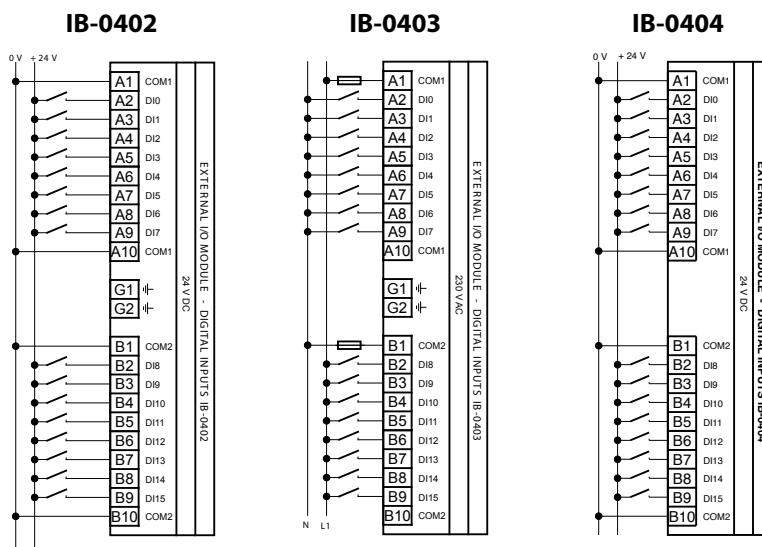 IB-0402
0 V + 24 V
A1 COM1
A2 DI0
A3 DI1
A4 DI2
A5 DI3
A6 DI4
A7 DI5
A8 DI6
A9 DI7
A10 COM1
G1
G2
B1 COM2
B2 DI8
B3 DI9
B4 DI10
B5 DI11
B6 DI12
B7 DI13
B8 DI14
B9 DI15
B10 COM2
24 V DC
EXTERNAL I/O MODULE - DIGITAL INPUTS IB-0402
IB-0403
A1 COM1
A2 DI0
A3 DI1
A4 DI2
A5 DI3
A6 DI4
A7 DI5
A8 DI6
A9 DI7
A10 COM1
G1
G2
B1 COM2
B2 DI8
B3 DI9
B4 DI10
B5 DI11
B6 DI12
B7 DI13
B8 DI14
B9 DI15
B10 COM2
N L1
230 V AC
EXTERNAL I/O MODULE - DIGITAL INPUTS IB-0403
IB-0404
0 V + 24 V
A1 COM1
A2 DI0
A3 DI1
A4 DI2
A5 DI3
A6 DI4
A7 DI5
A8 DI6
A9 DI7
A10 COM1
B1 COM2
B2 DI8
B3 DI9
B4 DI10
B5 DI11
B6 DI12
B7 DI13
B8 DI14
B9 DI15
B10 COM2
24 V DC
EXTERNAL I/O MODULE - DIGITAL INPUTS IB-0404